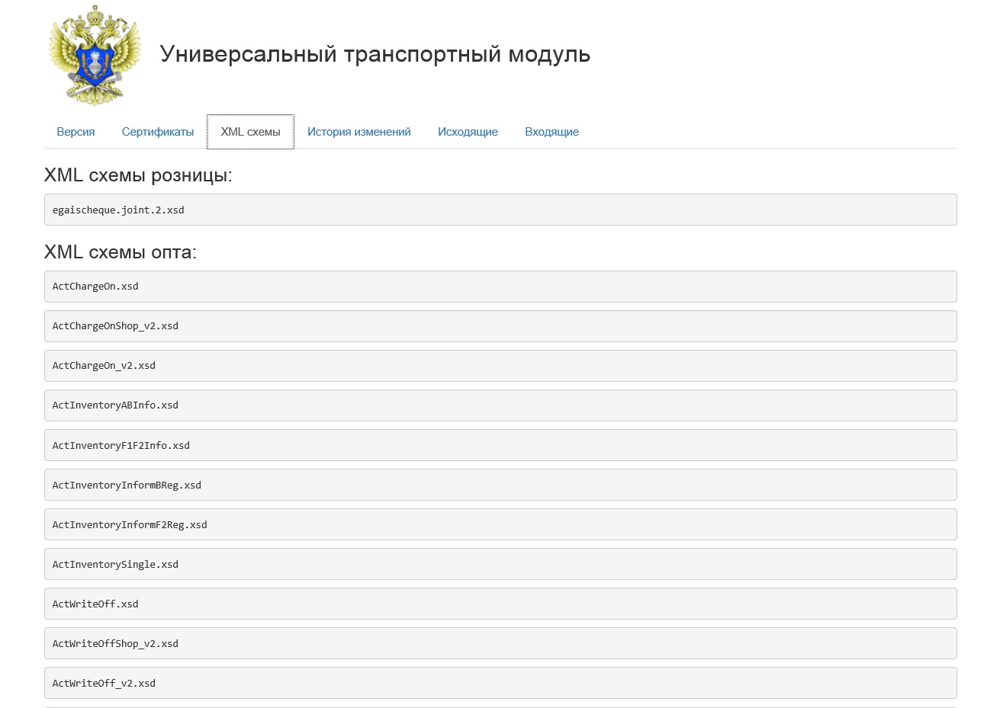 Универсальный транспортный модуль
Версия Сертификаты XML схемы История изменений Исходящие Входящие
XML схемы розницы:
egaischeque.joint.2.xsd
XML схемы опта:
ActChargeOn.xsd
ActChargeOnShop_v2.xsd
ActChargeOn_v2.xsd
ActInventoryABInfo.xsd
ActInventoryF1F2Info.xsd
ActInventoryInformBReg.xsd
ActInventoryInformF2Reg.xsd
ActInventorySingle.xsd
ActWriteOff.xsd
ActWriteOffShop_v2.xsd
ActWriteOff_v2.xsd